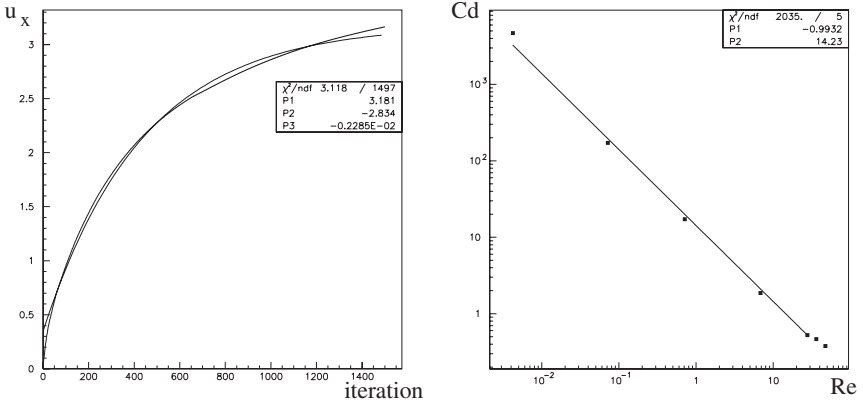 u x
χ²/ndf 3.118 / 1497
P1 3.181
P2 -2.834
P3 -0.2285E-02
3
2.5
2
1.5
1
0.5
0
0 200 400 600 800 1000 1200 1400
iteration
Cd
χ²/ndf 2035. / 5
P1 -0.9932
P2 14.23
10³
10²
10
1
10⁻² 10⁻¹ 1 10
Re